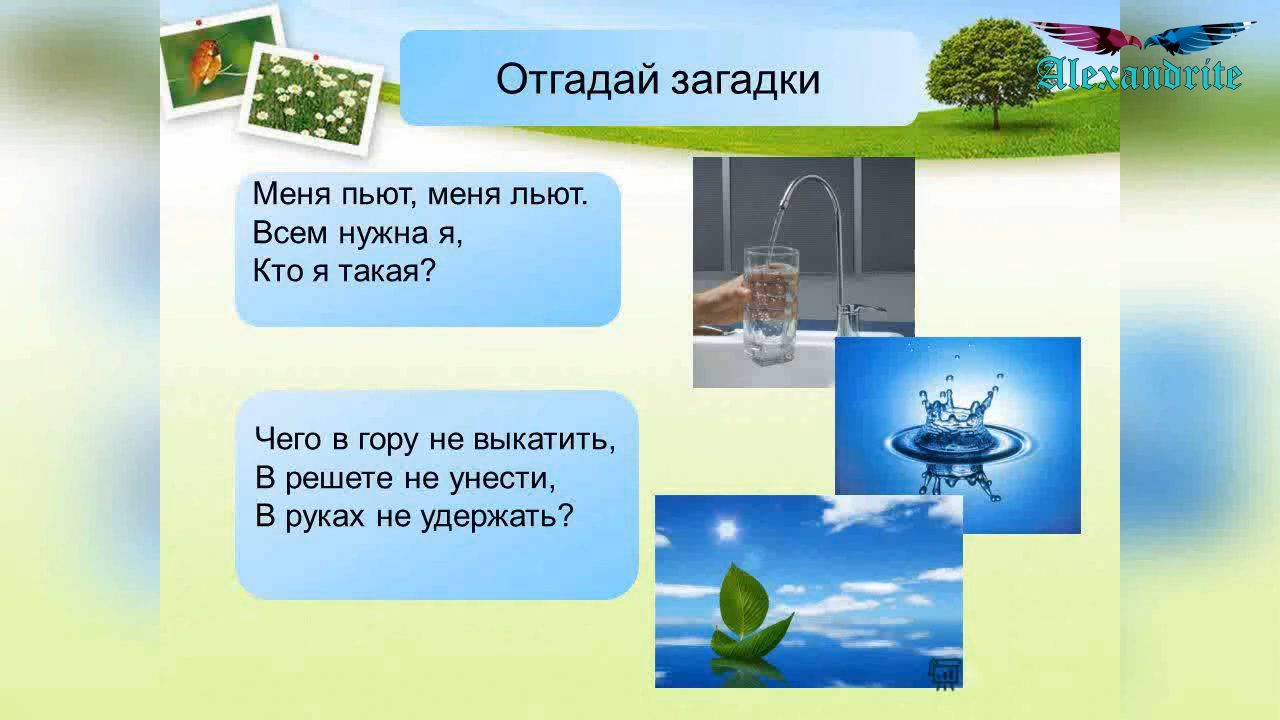 Alexandrite
Отгадай загадки
Меня пьют, меня льют.
Всем нужна я,
Кто я такая?
Чего в гору не выкатить,
В решете не унести,
В руках не удержать?